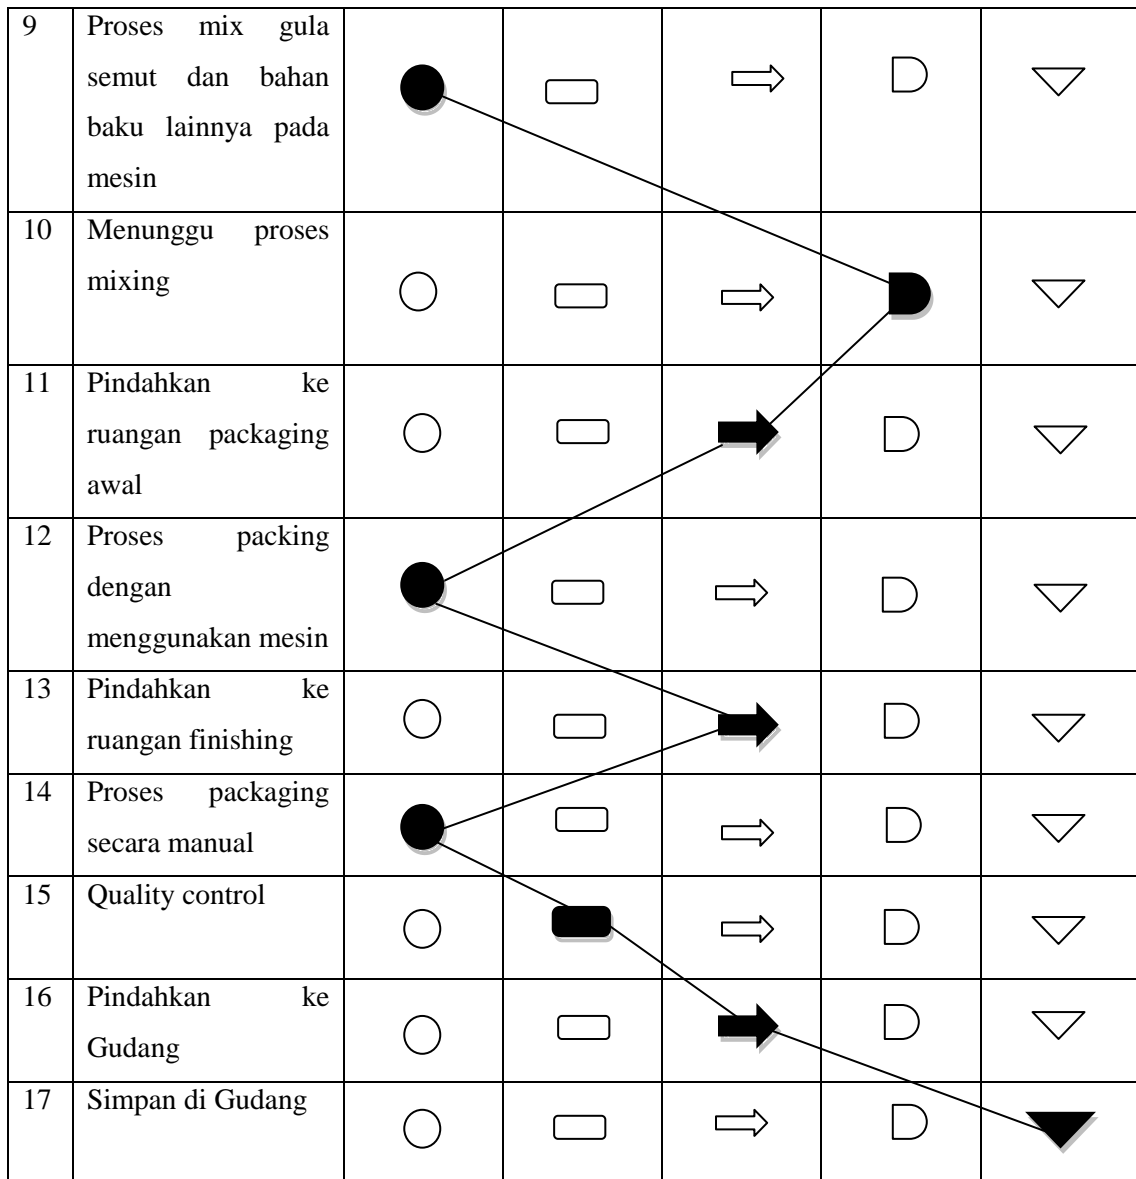 9 Proses mix gula
semut dan bahan
baku lainnya pada
mesin
10 Menunggu proses
mixing
11 Pindahkan ke
ruangan packaging
awal
12 Proses packing
dengan
menggunakan mesin
13 Pindahkan ke
ruangan finishing
14 Proses packaging
secara manual
15 Quality control
16 Pindahkan ke
Gudang
17 Simpan di Gudang